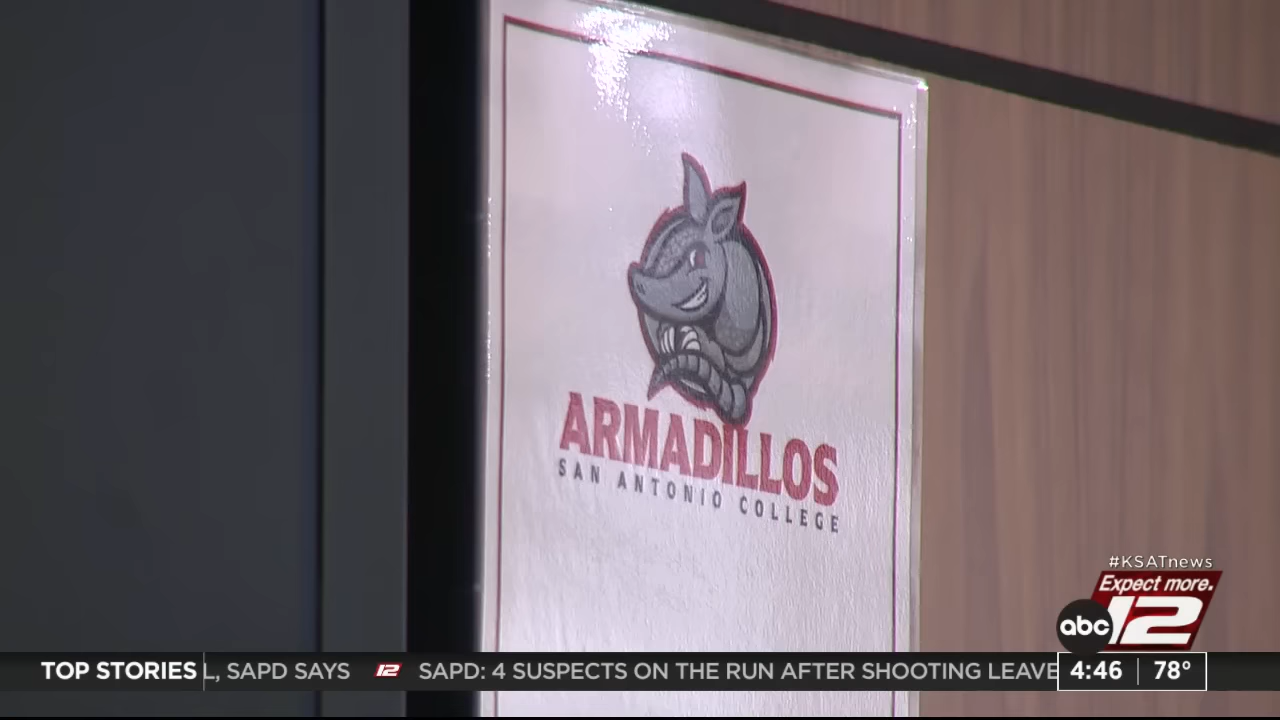 ARMADILLOS
SAN ANTONIO COLLEGE
#KSATnews
Expect more.
abc 12
TOP STORIES L, SAPD SAYS 12 SAPD: 4 SUSPECTS ON THE RUN AFTER SHOOTING LEAVE
4:46 78°